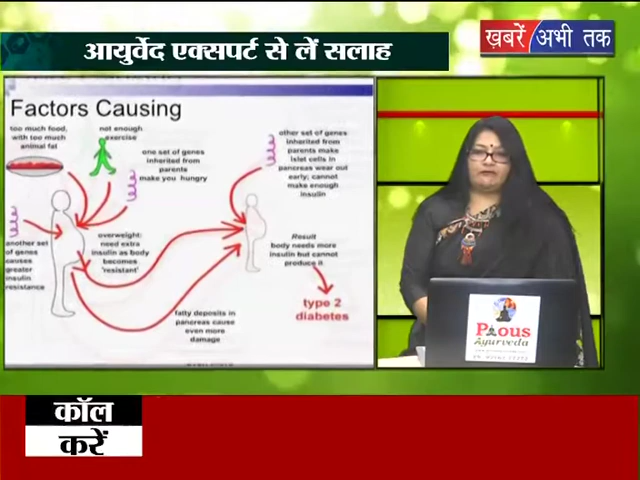 आयुर्वेद एक्सपर्ट से लें सलाह
ख़बरें अभी तक
Factors Causing
too much food,
with too much
animal fat
not enough
exercise
one set of genes
inherited from
parents
make you hungry
other set of genes
inherited from
parents make
islet cells in
pancreas wear out
early; cannot
make enough
insulin
another set
of genes
causes
greater
insulin
resistance
overweight:
need extra
insulin as body
becomes
'resistant'
Result
body needs more
insulin but cannot
produce it
type 2
diabetes
fatty deposits in
pancreas cause
even more
damage
Pious
Ayurveda
कॉल
करें